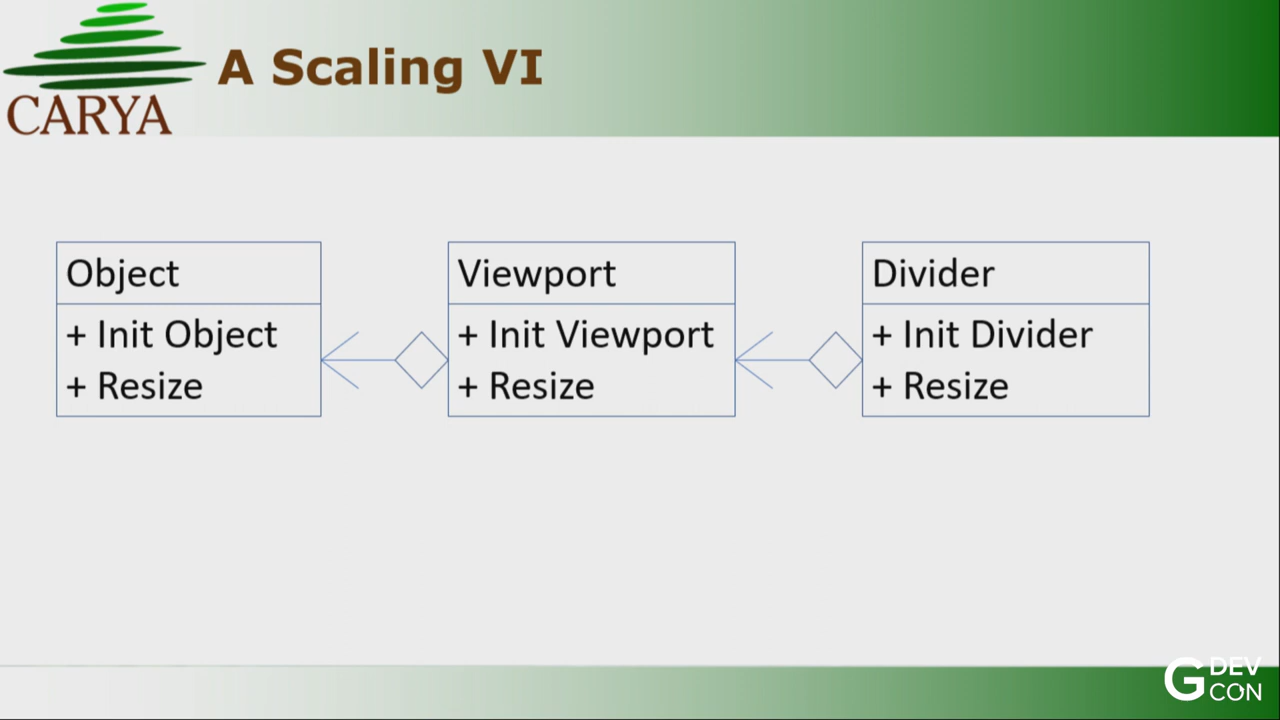 CARYA
A Scaling VI
Object
+ Init Object
+ Resize
Viewport
+ Init Viewport
+ Resize
Divider
+ Init Divider
+ Resize
G DEV
CON